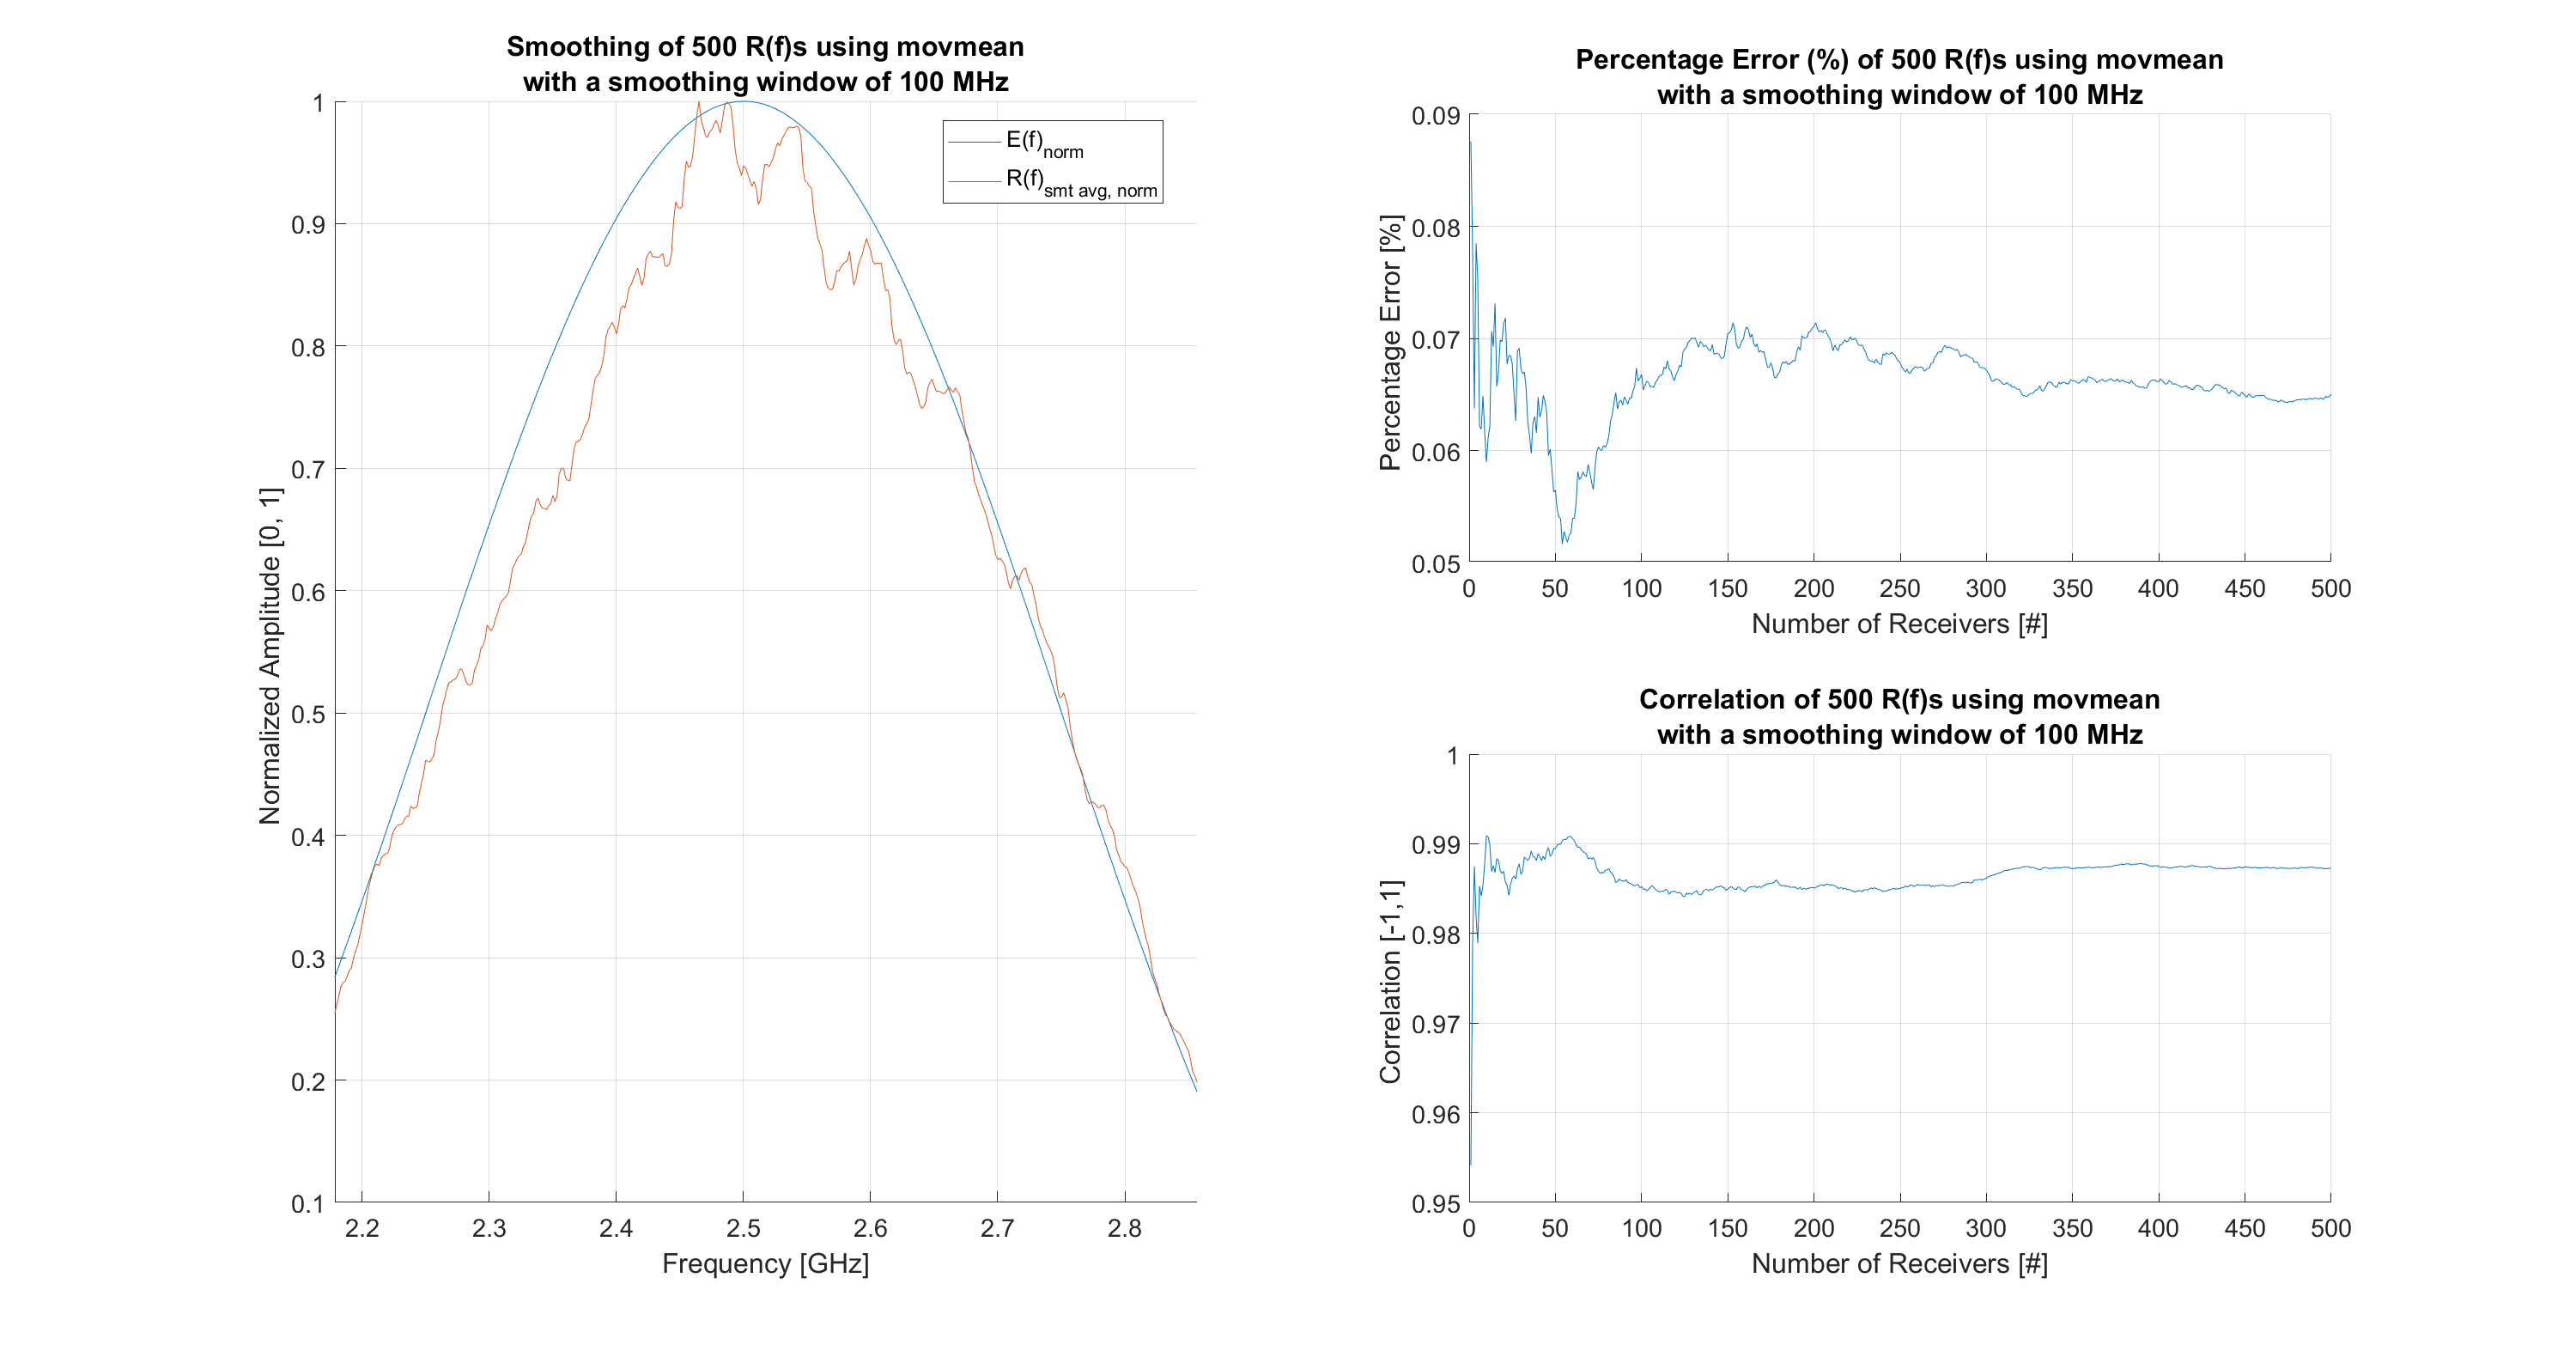 Smoothing of 500 R(f)s using movmean
with a smoothing window of 100 MHz
1
0.9
0.8
0.7
0.6
0.5
0.4
0.3
0.2
0.1
Normalized Amplitude [0, 1]
E(f)norm
R(f)smt avg, norm
2.2 2.3 2.4 2.5 2.6 2.7 2.8
Frequency [GHz]
Percentage Error (%) of 500 R(f)s using movmean
with a smoothing window of 100 MHz
0.09
0.08
0.07
0.06
0.05
Percentage Error [%]
0 50 100 150 200 250 300 350 400 450 500
Number of Receivers [#]
Correlation of 500 R(f)s using movmean
with a smoothing window of 100 MHz
1
0.99
0.98
0.97
0.96
0.95
Correlation [-1,1]
0 50 100 150 200 250 300 350 400 450 500
Number of Receivers [#]